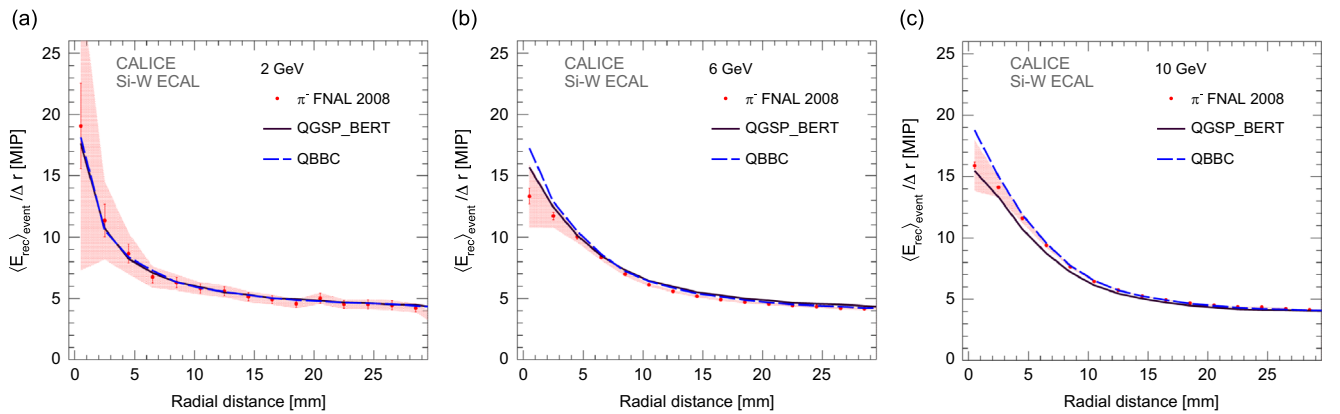 (a)
⟨E_rec⟩_event /Δ r [MIP]
25
20
15
10
5
0
CALICE
Si-W ECAL
2 GeV
π⁻ FNAL 2008
QGSP_BERT
QBBC
0 5 10 15 20 25
Radial distance [mm]
(b)
⟨E_rec⟩_event /Δ r [MIP]
25
20
15
10
5
0
CALICE
Si-W ECAL
6 GeV
π⁻ FNAL 2008
QGSP_BERT
QBBC
0 5 10 15 20 25
Radial distance [mm]
(c)
⟨E_rec⟩_event /Δ r [MIP]
25
20
15
10
5
0
CALICE
Si-W ECAL
10 GeV
π⁻ FNAL 2008
QGSP_BERT
QBBC
0 5 10 15 20 25
Radial distance [mm]